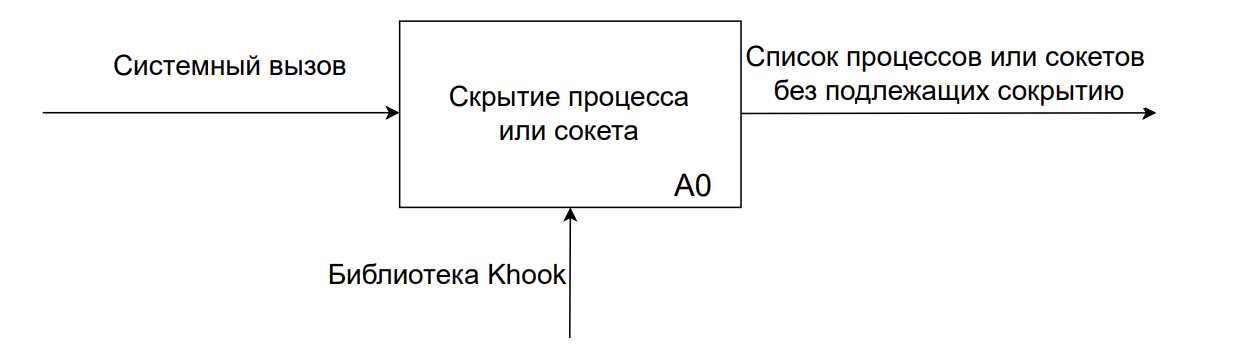 Системный вызов
Скрытие процесса
или сокета
A0
Список процессов или сокетов
без подлежащих сокрытию
Библиотека Khook